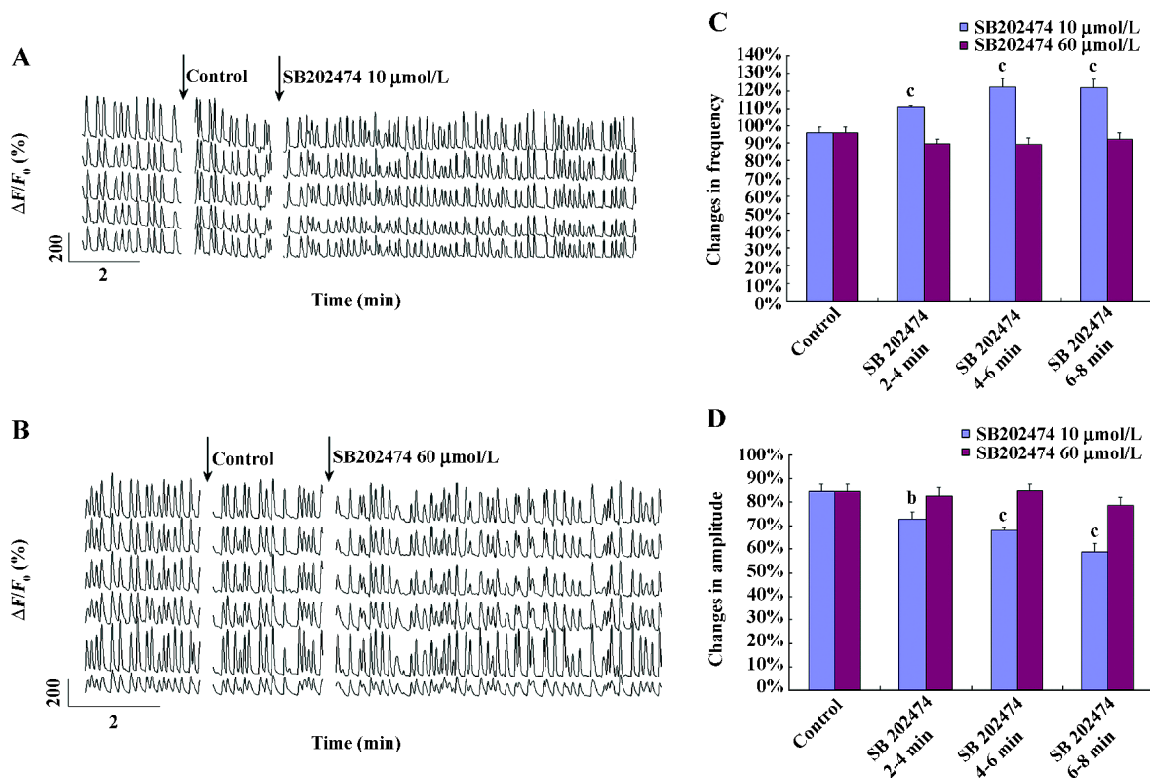 A
Control
SB202474 10 μmol/L
ΔF/F0 (%)
200
2
Time (min)
B
Control
SB202474 60 μmol/L
ΔF/F0 (%)
200
2
Time (min)
C
SB202474 10 μmol/L
SB202474 60 μmol/L
Changes in frequency
140%
130%
120%
110%
100%
90%
80%
70%
60%
50%
40%
30%
20%
10%
0%
c
c
c
Control
SB 202474
2-4 min
SB 202474
4-6 min
SB 202474
6-8 min
D
SB202474 10 μmol/L
SB202474 60 μmol/L
Changes in amplitude
100%
90%
80%
70%
60%
50%
40%
30%
20%
10%
0%
b
c
c
Control
SB 202474
2-4 min
SB 202474
4-6 min
SB 202474
6-8 min